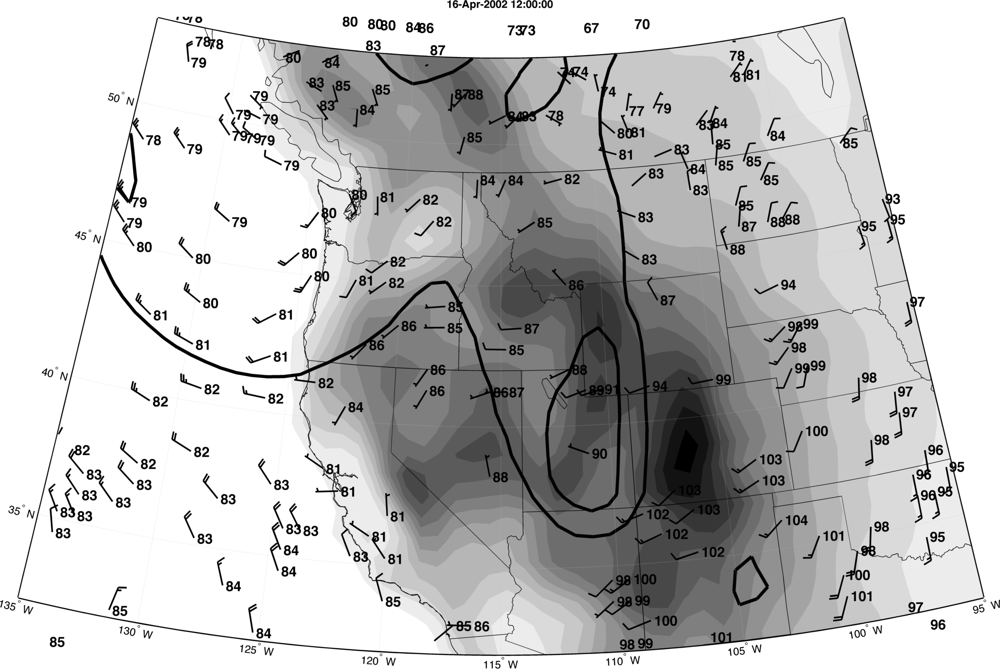 16-Apr-2002 12:00:00
78 80 80 80 84 86 73 73 67 70
83 87
78 78 79 80 84 78 81 81
74 74 74
83 85 85 87 88
79 83 84 84 83 78 77 79
50° N
79 79 80 81 83 84 84 85
78 79 79 79 79 85 81 83 85
79 84 85 85
84 84 82 83 83 85
79 80 81 82 85 93
79 79 80 82 85 83 87 88 88 95 95
45° N
80 80 80 82 83 88
80 81 82 86 94
81 80 81 85 87 97
81 86 85 87 98 99
81 86 85 98
40° N
82 82 82 82 86 88 99 99 99 98
82 84 86 86 87 89 91 94 97
97
82 82 82 90 100 98
83 83 83 81 88 103 96 95
83 83 83 81 103 103 96
35° N
83 83 83 83 83 81 102 103 96 95
83 83 81 102 104 101 98 95
84 83 81 102 98
84 84 98 100 100
85 85 98 99 101
135° W
84 85 86 100 97
95° W
130° W
85 98 99 101 96
100° W
125° W
105° W
120° W
115° W
110° W